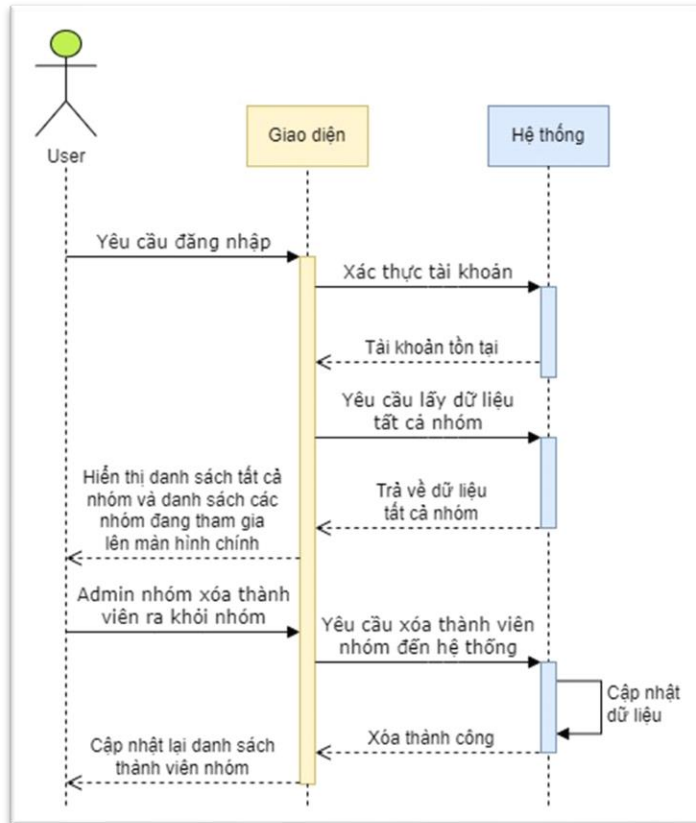 User
Giao diện
Hệ thống
Yêu cầu đăng nhập
Xác thực tài khoản
Tài khoản tồn tại
Yêu cầu lấy dữ liệu
tất cả nhóm
Hiển thị danh sách tất cả
nhóm và danh sách các
nhóm đang tham gia
lên màn hình chính
Trả về dữ liệu
tất cả nhóm
Admin nhóm xóa thành
viên ra khỏi nhóm
Yêu cầu xóa thành viên
nhóm đến hệ thống
Cập nhật
dữ liệu
Xóa thành công
Cập nhật lại danh sách
thành viên nhóm